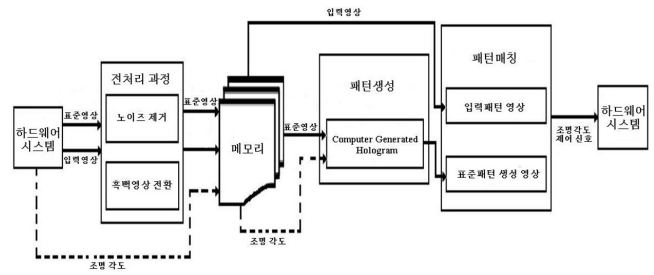 입력영상
패턴매칭
전처리 과정
패턴생성
하드웨어
시스템
표준영상
입력영상
노이즈 제거
흑백영상 전환
표준영상
메모리
표준영상
Computer Generated
Hologram
입력패턴 영상
표준패턴 생성 영상
조명각도
제어 신호
하드웨어
시스템
조명 각도
조명 각도